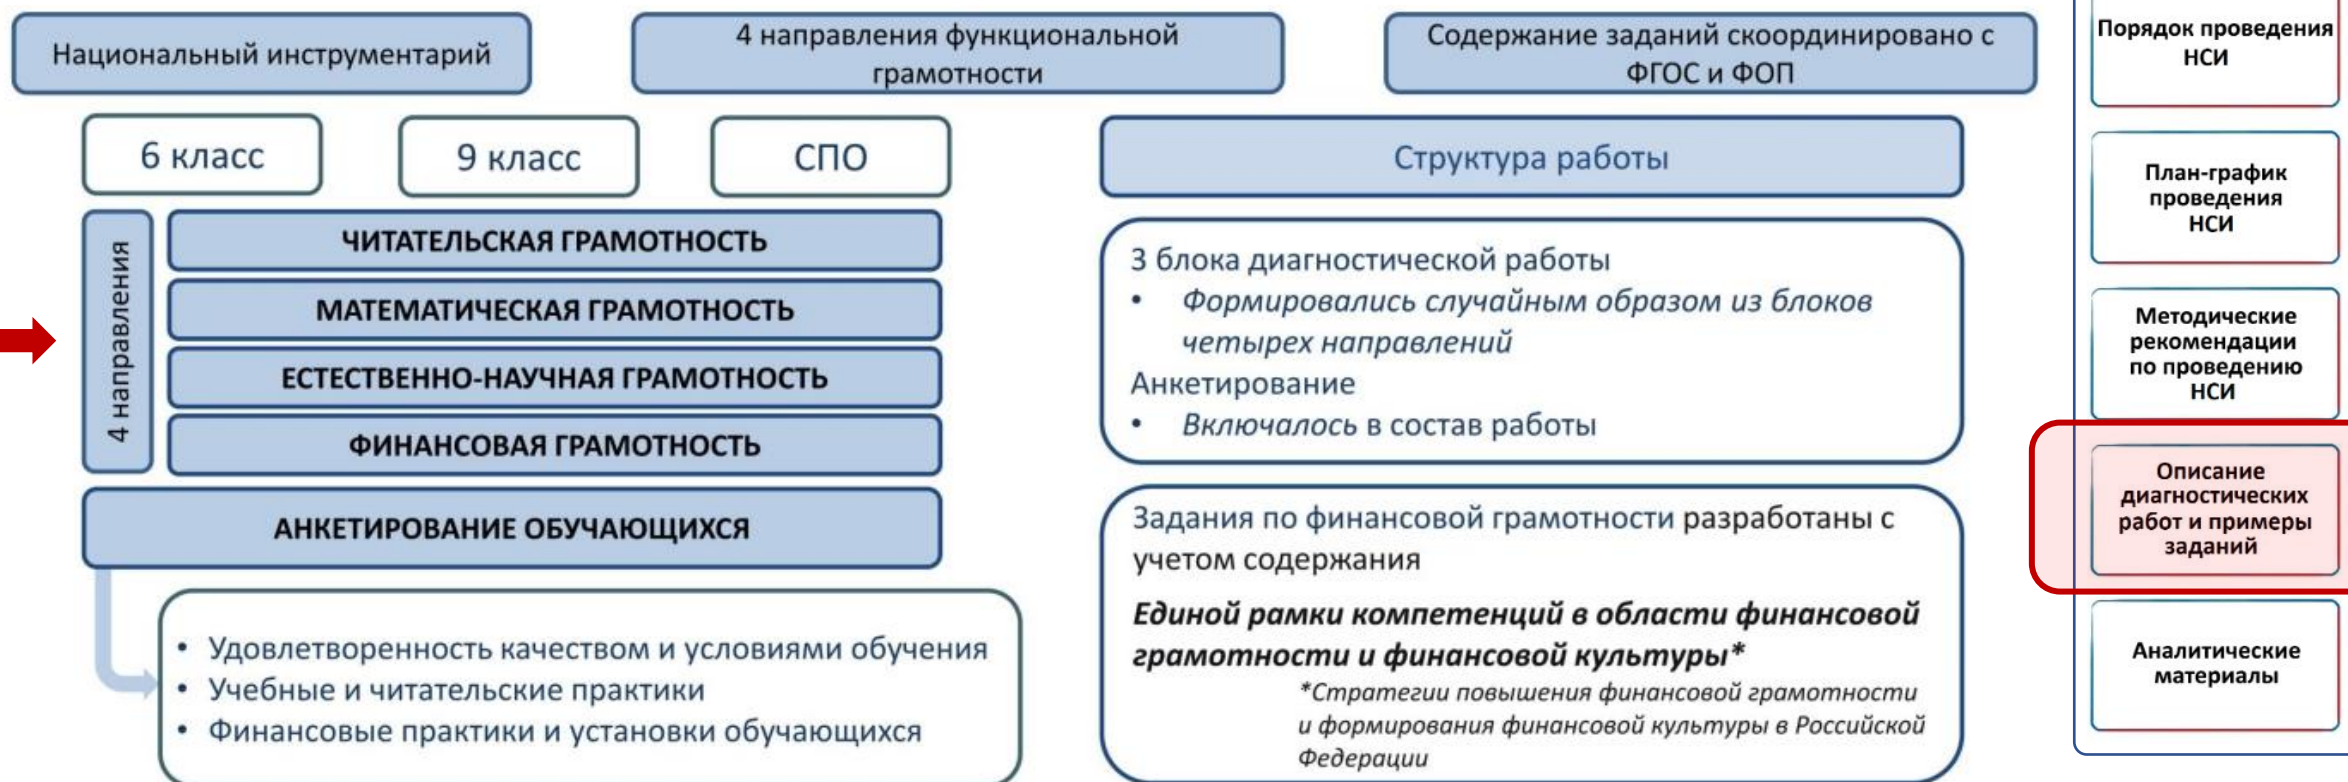 Национальный инструментарий
4 направления функциональной
грамотности
Содержание заданий скоординировано с
ФГОС и ФОП
6 класс
9 класс
СПО
4 направления
ЧИТАТЕЛЬСКАЯ ГРАМОТНОСТЬ
МАТЕМАТИЧЕСКАЯ ГРАМОТНОСТЬ
ЕСТЕСТВЕННО-НАУЧНАЯ ГРАМОТНОСТЬ
ФИНАНСОВАЯ ГРАМОТНОСТЬ
АНКЕТИРОВАНИЕ ОБУЧАЮЩИХСЯ
• Удовлетворенность качеством и условиями обучения
• Учебные и читательские практики
• Финансовые практики и установки обучающихся
Структура работы
3 блока диагностической работы
• Формировались случайным образом из блоков
четырех направлений
Анкетирование
• Включалось в состав работы
Задания по финансовой грамотности разработаны с
учетом содержания
Единой рамки компетенций в области финансовой
грамотности и финансовой культуры*
*Стратегии повышения финансовой грамотности
и формирования финансовой культуры в Российской
Федерации
Порядок проведения
НСИ
План-график
проведения
НСИ
Методические
рекомендации
по проведению
НСИ
Описание
диагностических
работ и примеры
заданий
Аналитические
материалы